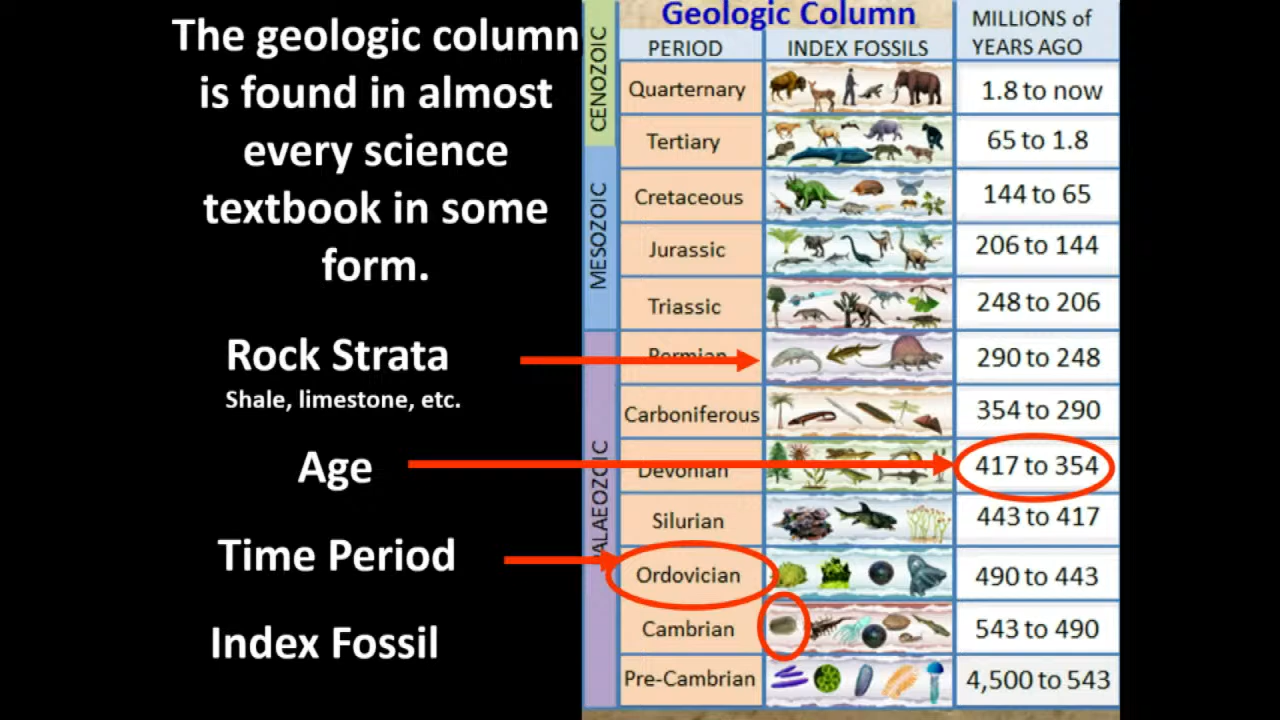 The geologic column
is found in almost
every science
textbook in some
form.
Rock Strata
Shale, limestone, etc.
Age
Time Period
Index Fossil
Geologic Column
PERIOD INDEX FOSSILS MILLIONS of YEARS AGO
CENOZOIC
Quarternary 1.8 to now
Tertiary 65 to 1.8
MESOZOIC
Cretaceous 144 to 65
Jurassic 206 to 144
Triassic 248 to 206
PALAEOZOIC
Permian 290 to 248
Carboniferous 354 to 290
Devonian 417 to 354
Silurian 443 to 417
Ordovician 490 to 443
Cambrian 543 to 490
Pre-Cambrian 4,500 to 543